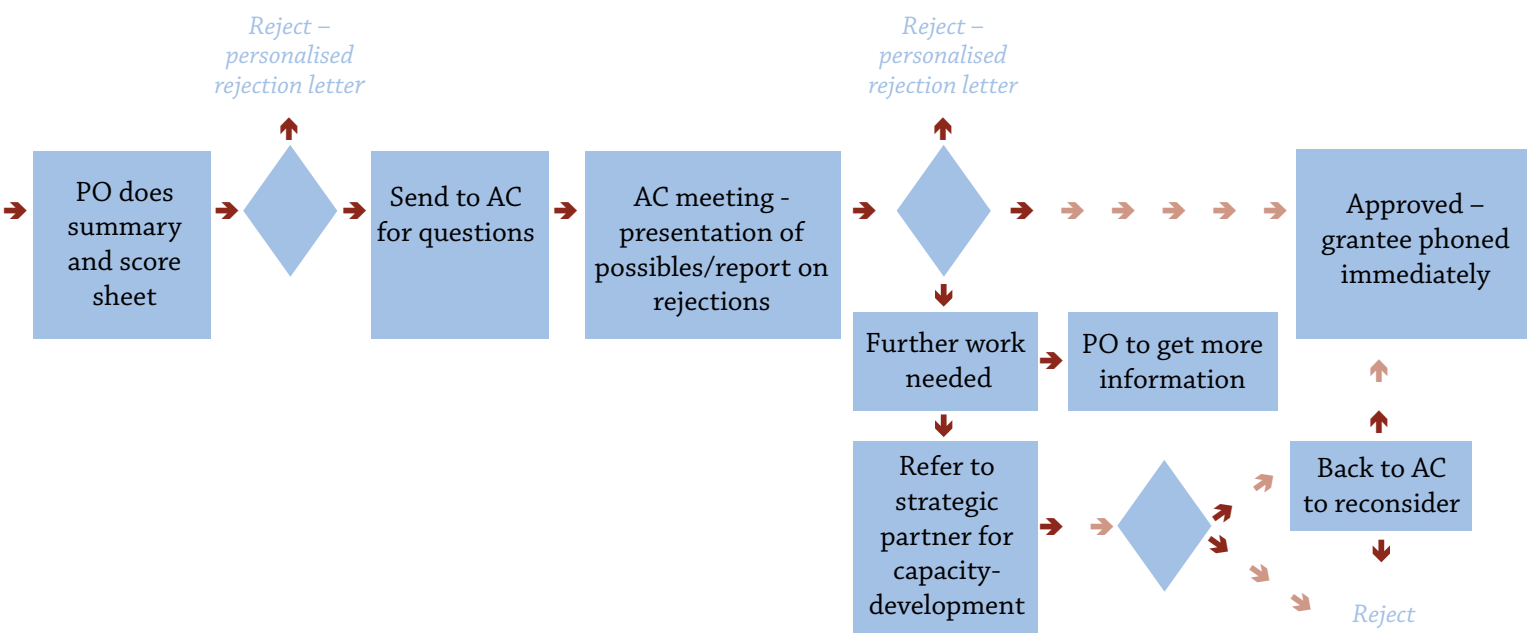 Reject –
personalised
rejection letter
Reject –
personalised
rejection letter
PO does
summary
and score
sheet
Send to AC
for questions
AC meeting -
presentation of
possibles/report on
rejections
Approved –
grantee phoned
immediately
Further work
needed
PO to get more
information
Refer to
strategic
partner for
capacity-
development
Back to AC
to reconsider
Reject